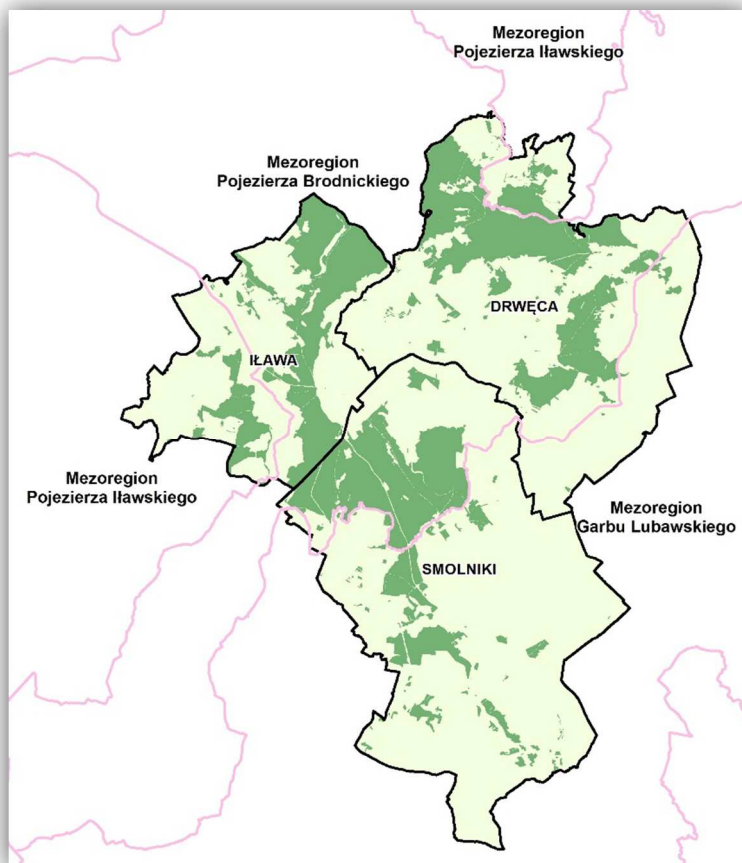 Mezoregion
Pojezierza Iławskiego
Mezoregion
Pojezierza Brodnickiego
DRWĘCA
IŁAWA
Mezoregion
Pojezierza Iławskiego
Mezoregion
Garbu Lubawskiego
SMOLNIKI